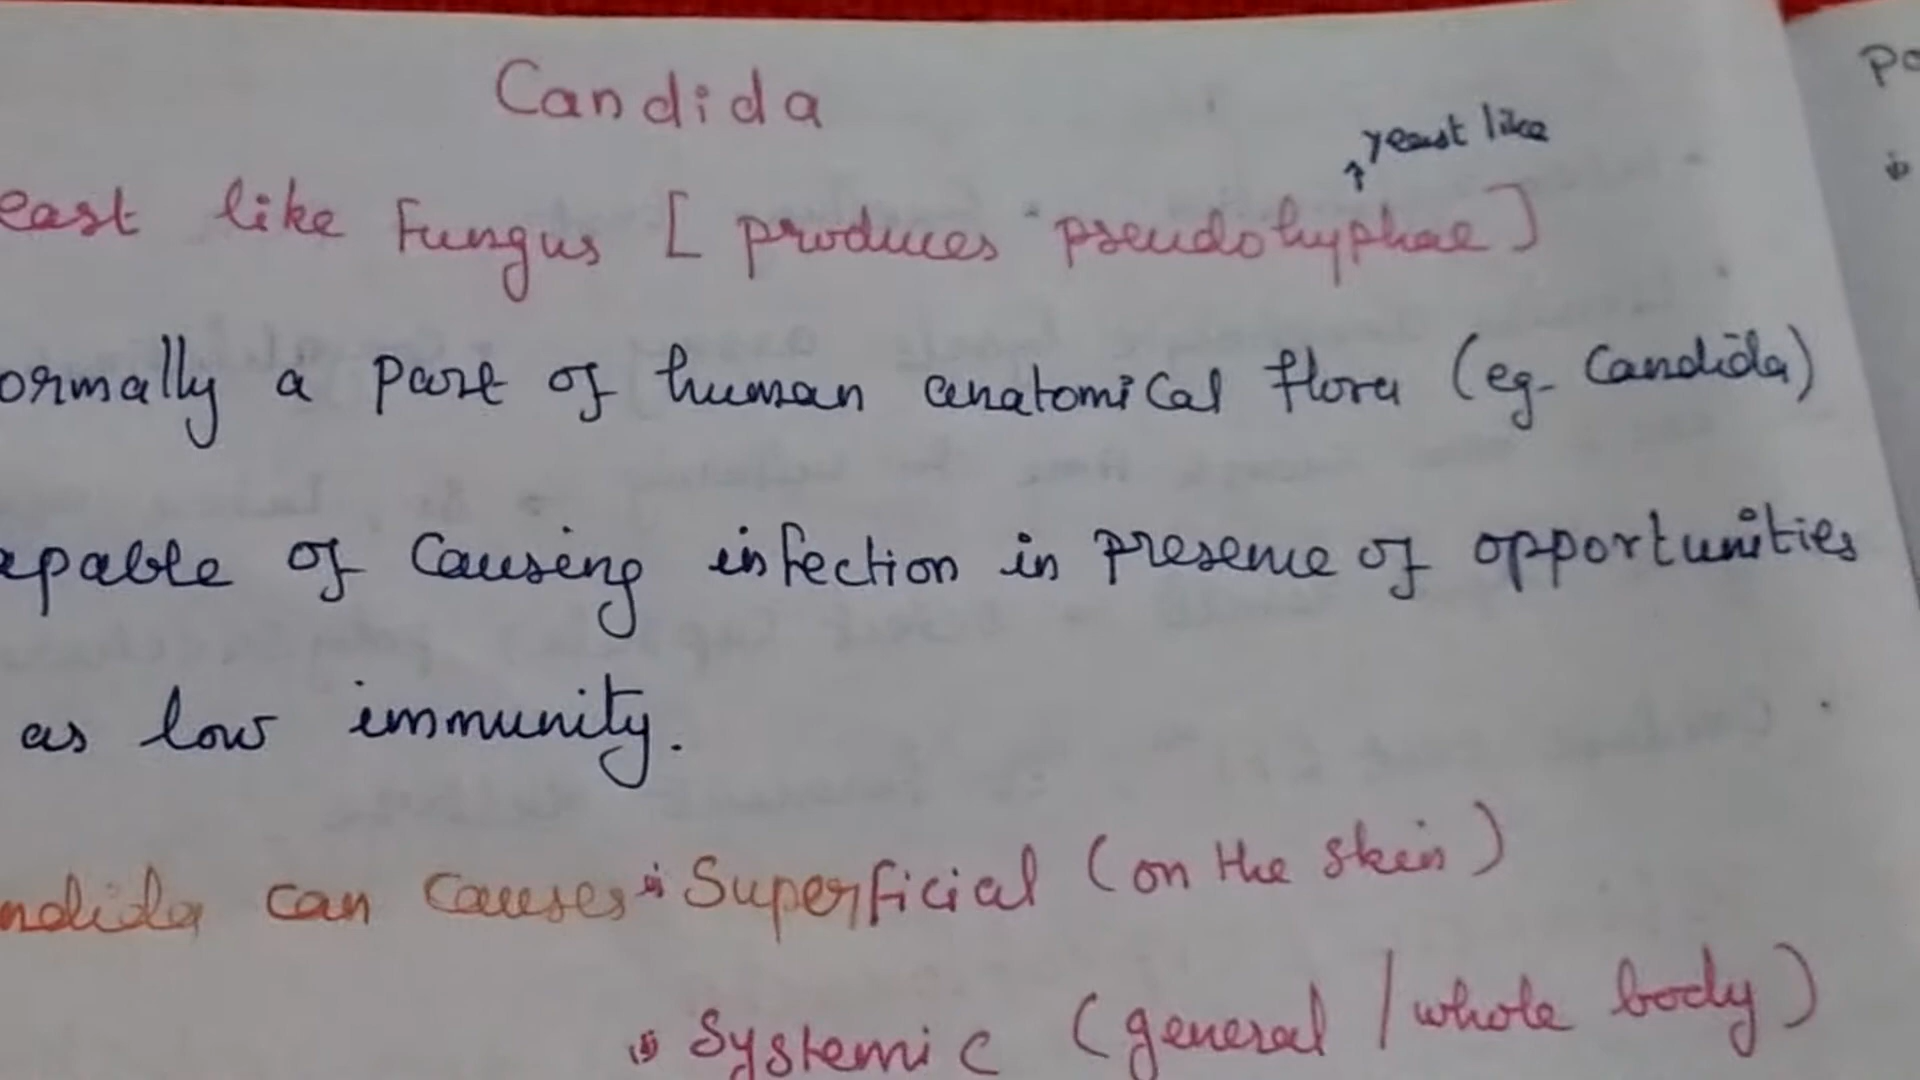 Candida
yeast like
east like Fungus [ produces pseudohyphae ]
ormally a part of human anatomical flora (eg. Candida)
apable of Causing infection in presence of opportunities
as low immunity.
ndida can causes i) Superficial (on the skin)
ii) Systemic (general / whole body)
po